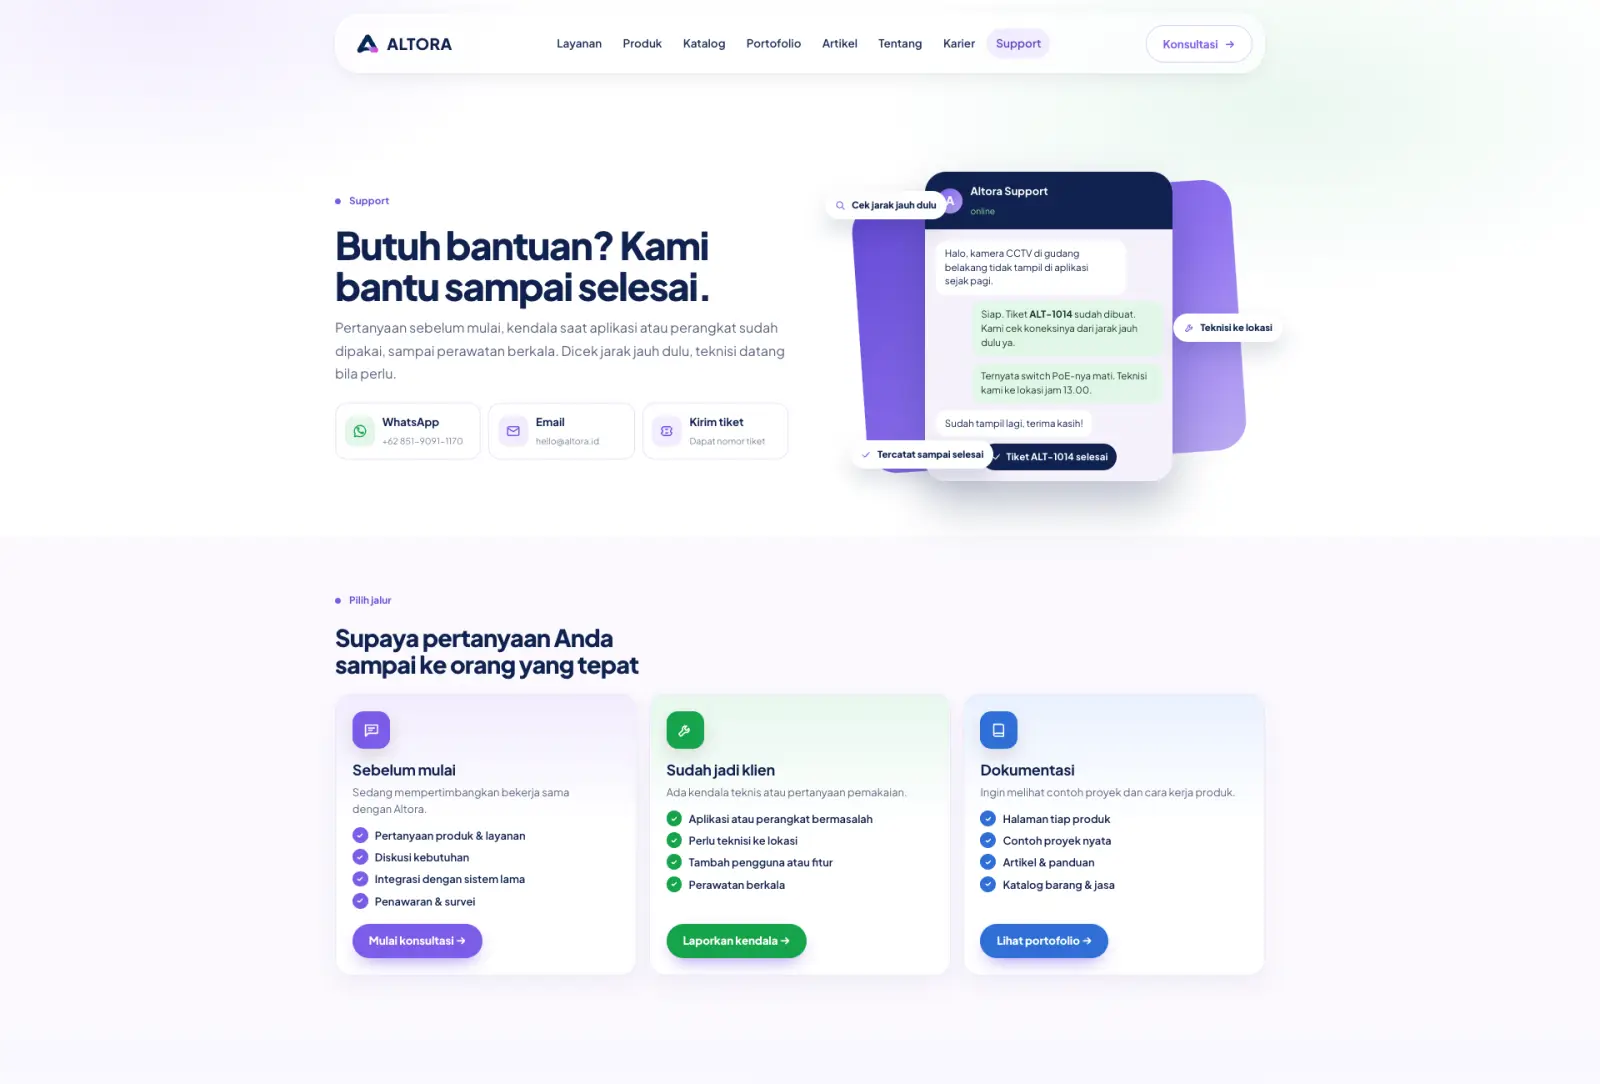 ALTORA
Layanan
Produk
Katalog
Portofolio
Artikel
Tentang
Karier
Support
Konsultasi →
Support
Butuh bantuan? Kami
bantu sampai selesai.
Pertanyaan sebelum mulai, kendala saat aplikasi atau perangkat sudah
dipakai, sampai perawatan berkala. Dicek jarak jauh dulu, teknisi datang
bila perlu.
WhatsApp
+62 851-9091-1170
Email
hello@altora.id
Kirim tiket
Dapat nomor tiket
Cek jarak jauh dulu
A
Altora Support
online
Halo, kamera CCTV di gudang
belakang tidak tampil di aplikasi
sejak pagi.
Siap. Tiket ALT-1014 sudah dibuat.
Kami cek koneksinya dari jarak jauh
dulu ya.
Teknisi ke lokasi
Ternyata switch PoE-nya mati. Teknisi
kami ke lokasi jam 13.00.
Sudah tampil lagi, terima kasih!
Tercatat sampai selesai
Tiket ALT-1014 selesai
Pilih jalur
Supaya pertanyaan Anda
sampai ke orang yang tepat
Sebelum mulai
Sedang mempertimbangkan bekerja sama
dengan Altora.
Pertanyaan produk & layanan
Diskusi kebutuhan
Integrasi dengan sistem lama
Penawaran & survei
Mulai konsultasi →
Sudah jadi klien
Ada kendala teknis atau pertanyaan pemakaian.
Aplikasi atau perangkat bermasalah
Perlu teknisi ke lokasi
Tambah pengguna atau fitur
Perawatan berkala
Laporkan kendala →
Dokumentasi
Ingin melihat contoh proyek dan cara kerja produk.
Halaman tiap produk
Contoh proyek nyata
Artikel & panduan
Katalog barang & jasa
Lihat portofolio →